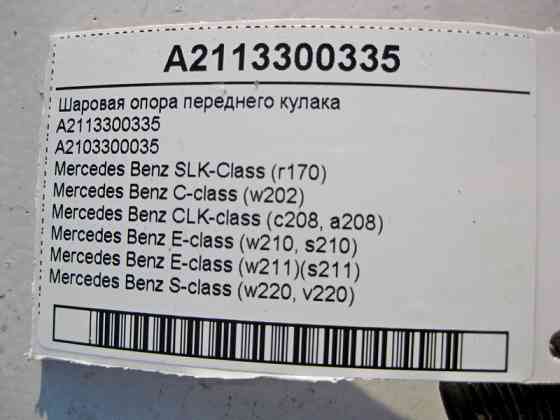 A2113300335
Шаровая опора переднего кулака
A2113300335
A2103300035
Mercedes Benz SLK-Class (r170)
Mercedes Benz C-class (w202)
Mercedes Benz CLK-class (c208, a208)
Mercedes Benz E-class (w210, s210)
Mercedes Benz E-class (w211)(s211)
Mercedes Benz S-class (w220, v220)